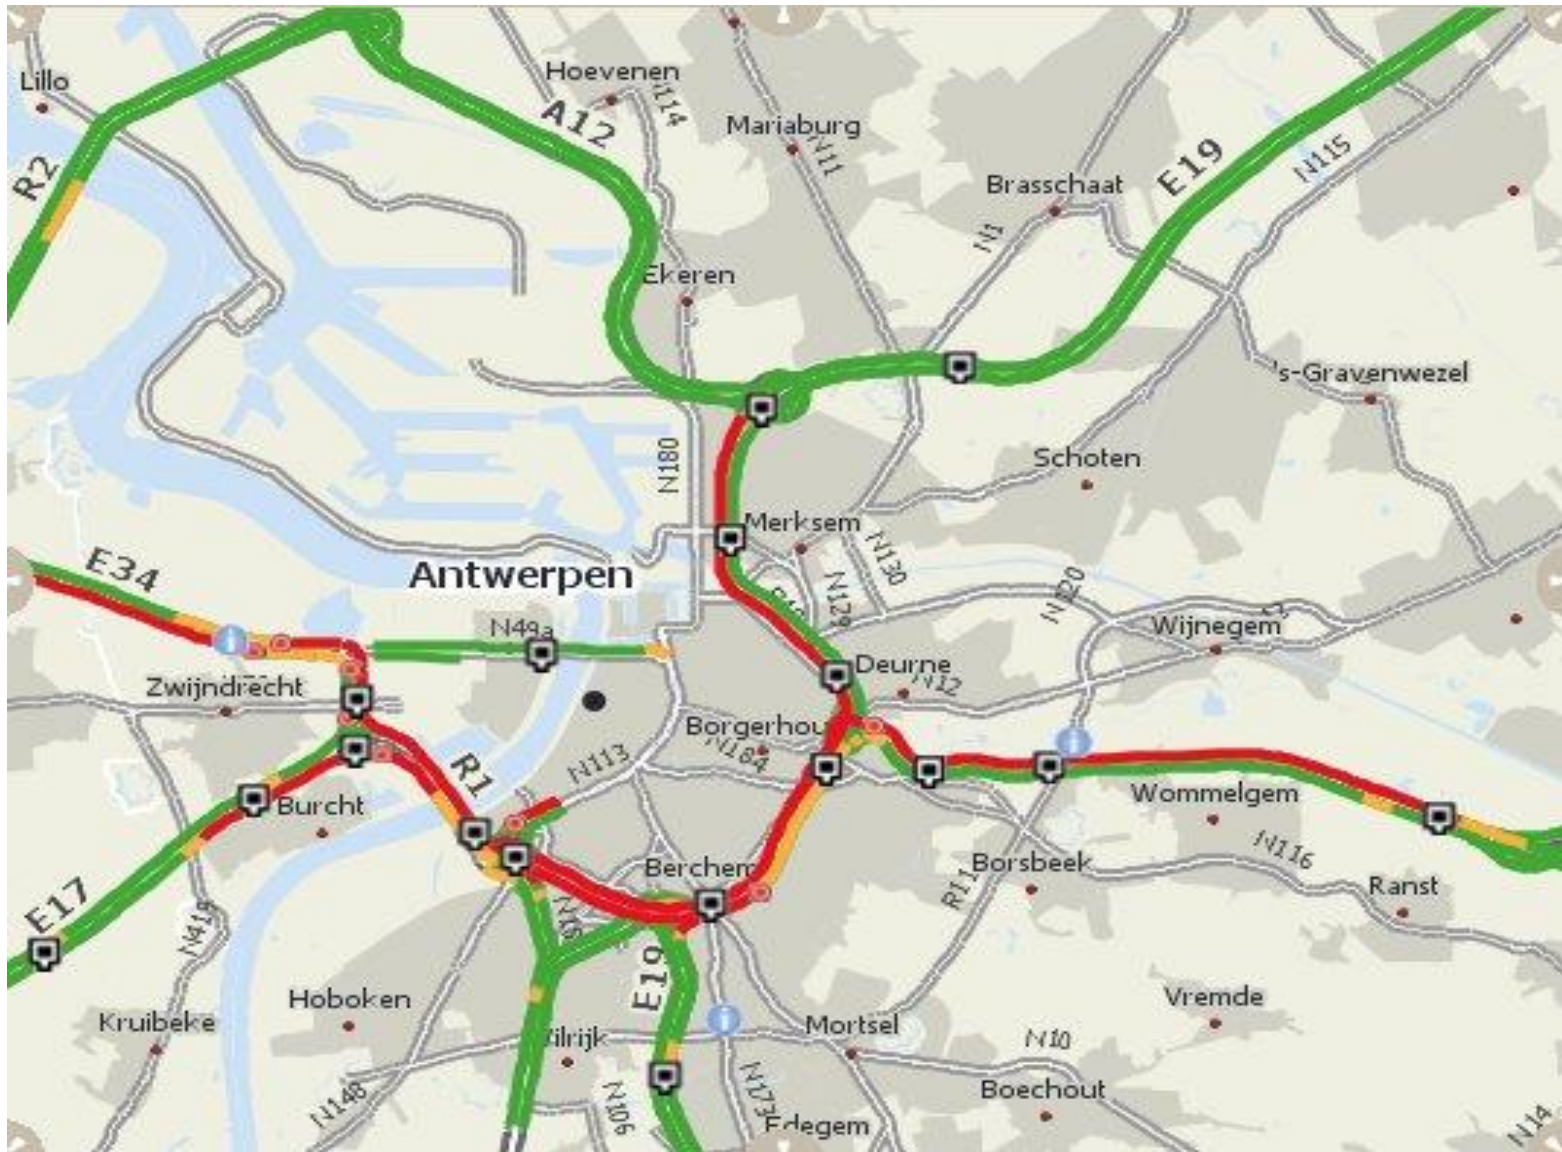 Hoevenen
Lillo
N114
A12
Mariaburg
N11
E19
N115
R2
Brasschaat
N1
Ekeren
's-Gravenwezel
N180
Schoten
Merksem
N130
E34
Antwerpen
N129
N120
N49a
Wijnegem
Deurne
N12
Zwijndrecht
Borgerhou
N184
N113
R1
Burcht
Wommelgem
N116
Berchem
Borsbeek
R11
Ranst
E17
N419
E19
Hoboken
Vremde
Kruibeke
Mortsel
N10
N148
N106
N173
Boechout
Edegem
N14